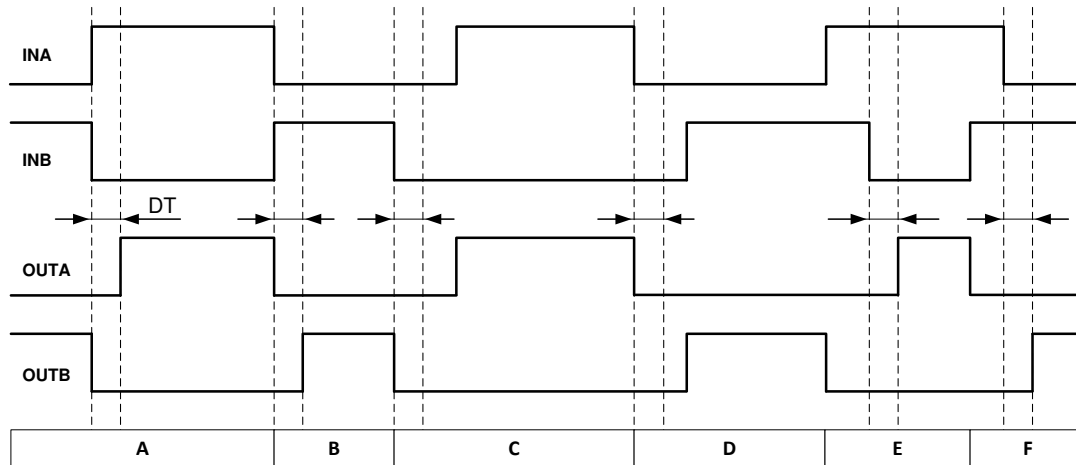 INA
INB
DT
OUTA
OUTB
A B C D E F